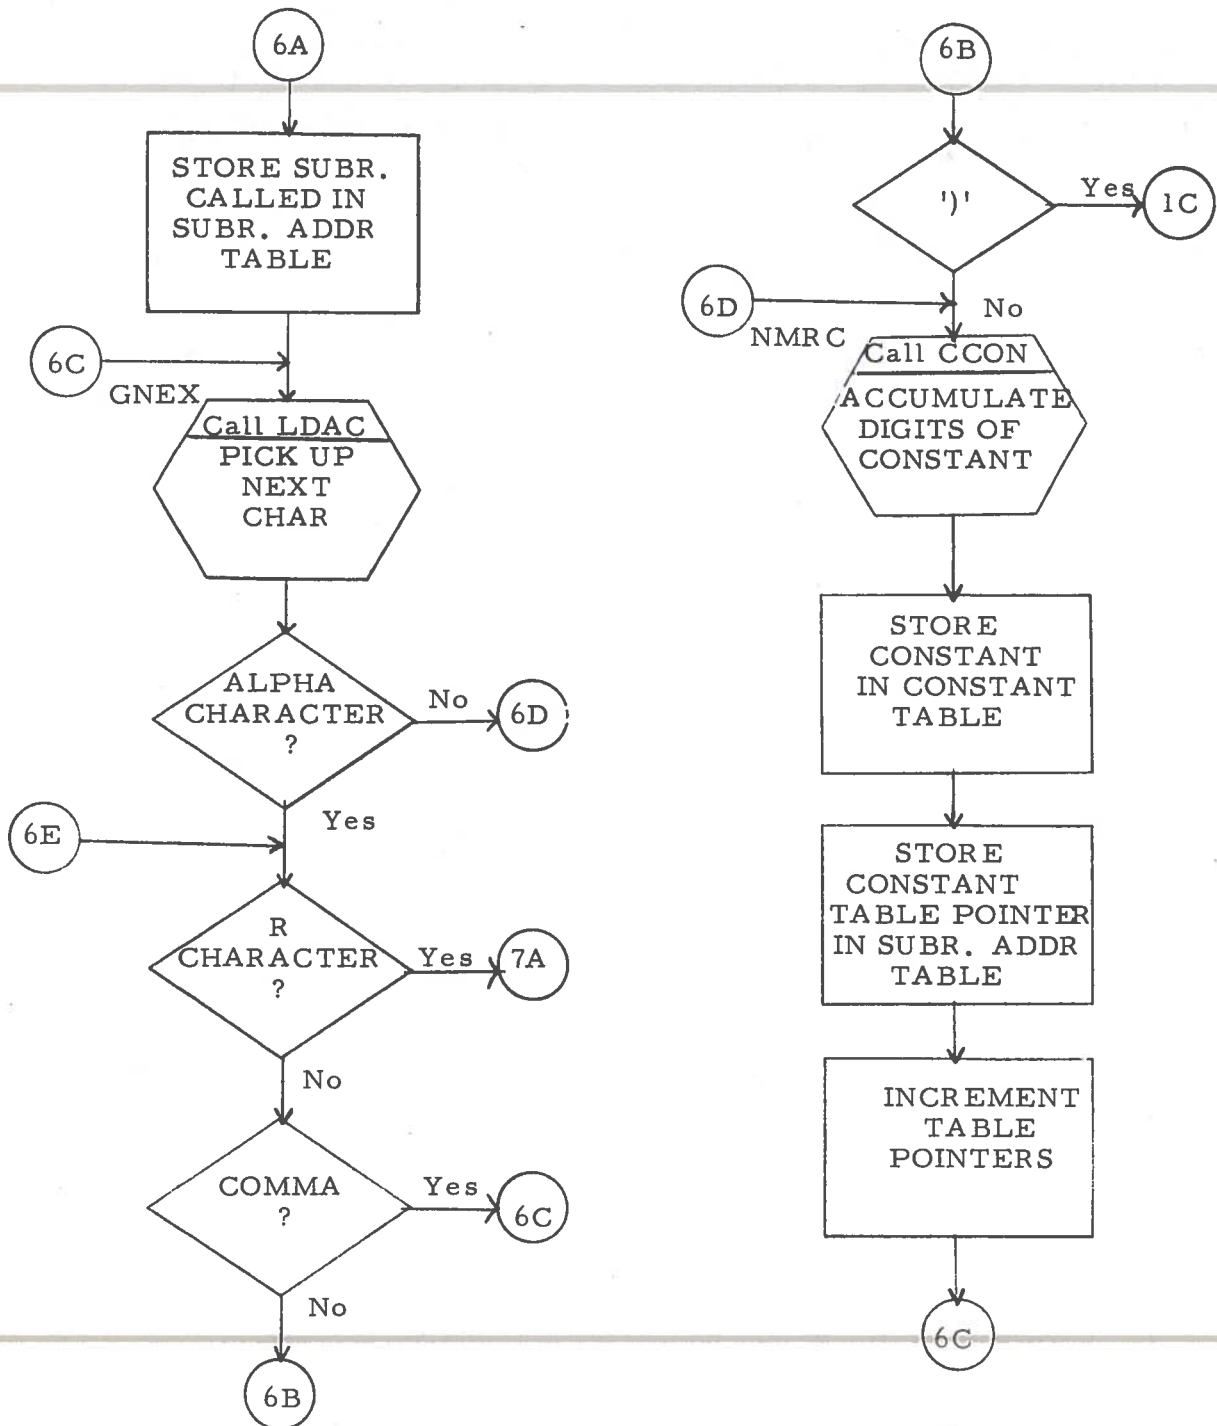 6A
STORE SUBR.
CALLED IN
SUBR. ADDR
TABLE
6C
GNEX
Call LDAC
PICK UP
NEXT
CHAR
ALPHA
CHARACTER
?
No
6D
Yes
6E
R
CHARACTER
?
Yes
7A
No
COMMA
?
Yes
6C
No
6B
6B
')'
Yes
1C
No
6D
NMRC
Call CCON
ACCUMULATE
DIGITS OF
CONSTANT
STORE
CONSTANT
IN CONSTANT
TABLE
STORE
CONSTANT
TABLE POINTER
IN SUBR. ADDR
TABLE
INCREMENT
TABLE
POINTERS
6C